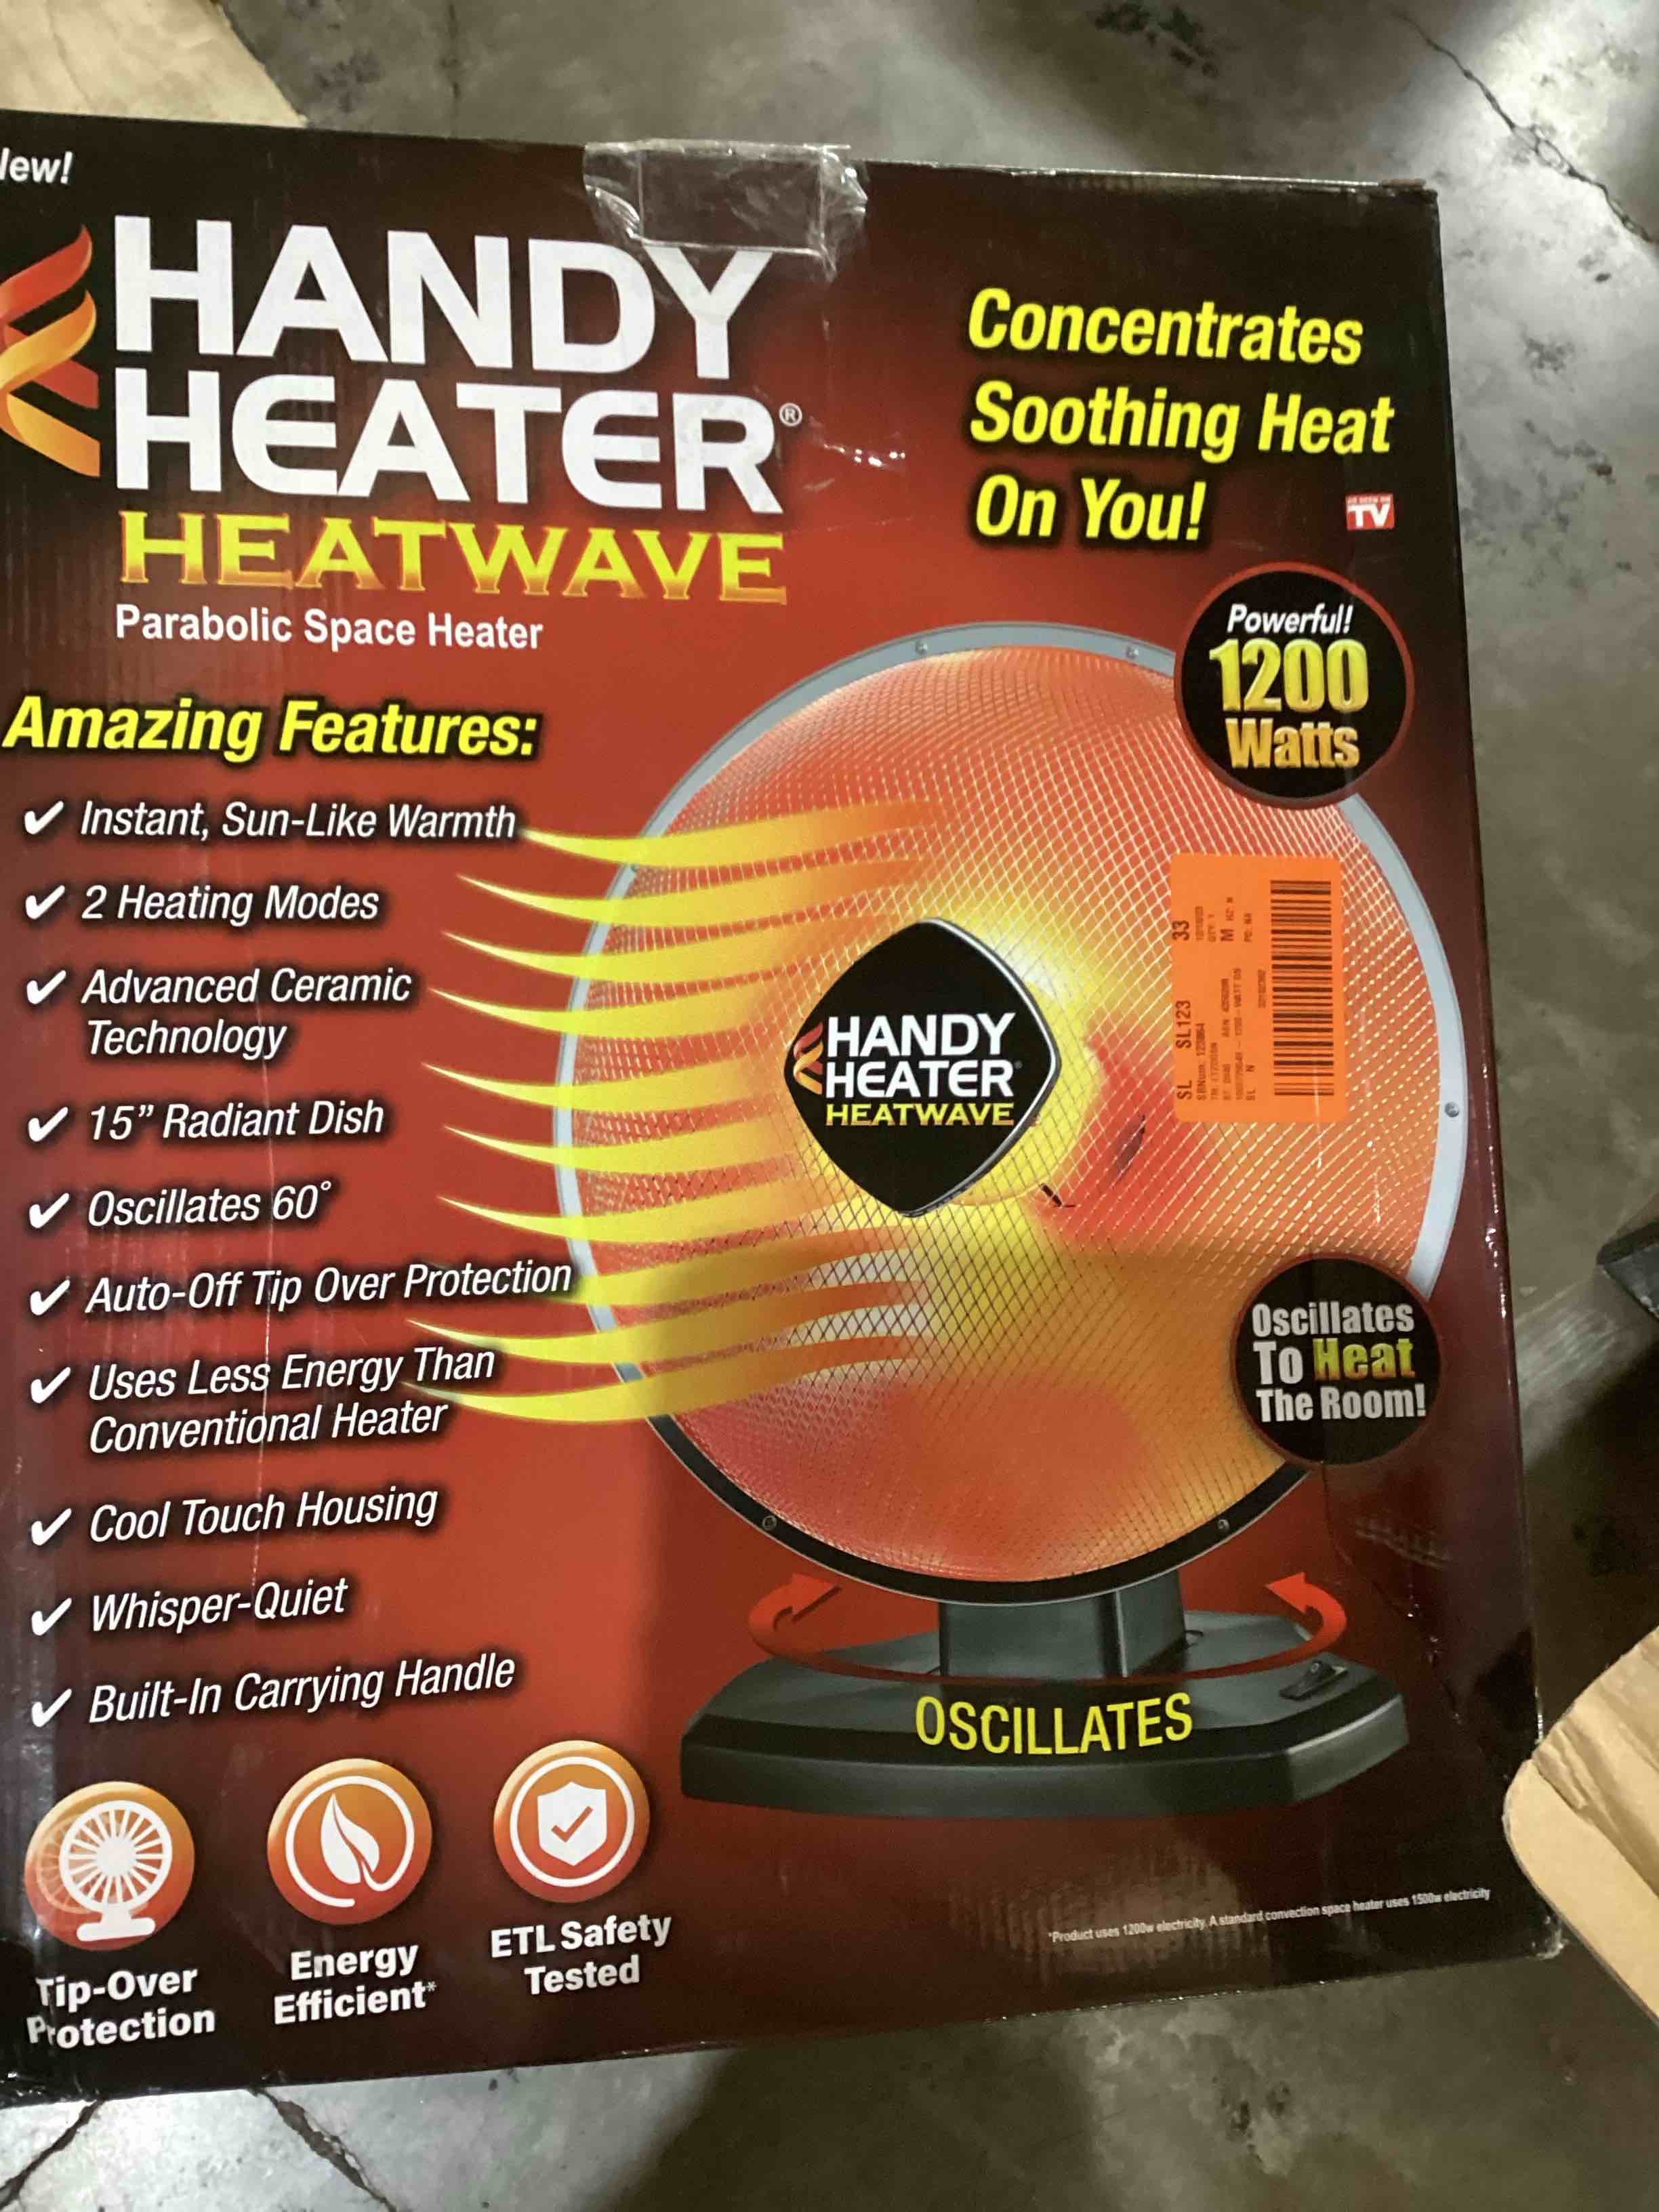 New!
HANDY
HEATER®
HEATWAVE
Parabolic Space Heater
Concentrates
Soothing Heat
On You!
AS SEEN ON
TV
Powerful!
1200
Watts
Amazing Features:
✔ Instant, Sun-Like Warmth
✔ 2 Heating Modes
✔ Advanced Ceramic
Technology
✔ 15” Radiant Dish
✔ Oscillates 60°
✔ Auto-Off Tip Over Protection
✔ Uses Less Energy Than
Conventional Heater
✔ Cool Touch Housing
✔ Whisper-Quiet
✔ Built-In Carrying Handle
HANDY
HEATER
HEATWAVE
SL SL123 33
Oscillates
To Heat
The Room!
OSCILLATES
Tip-Over
Protection
Energy
Efficient*
ETL Safety
Tested
*Product uses 1200w electricity. A standard convection space heater uses 1500w electricity